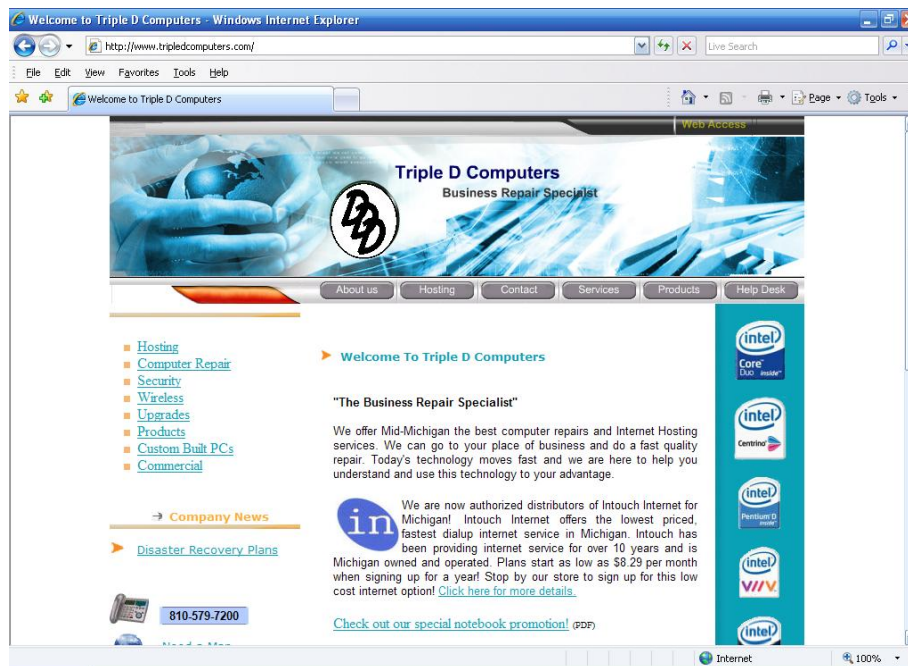 Welcome to Triple D Computers - Windows Internet Explorer
http://www.tripledcomputers.com/
Live Search
File Edit View Favorites Tools Help
Welcome to Triple D Computers
Page Tools
Web Access
Triple D Computers
Business Repair Specialist
DDD
About us Hosting Contact Services Products Help Desk
Hosting
Computer Repair
Security
Wireless
Upgrades
Products
Custom Built PCs
Commercial
Company News
Disaster Recovery Plans
810-579-7200
Need a Map
Welcome To Triple D Computers
"The Business Repair Specialist"
We offer Mid-Michigan the best computer repairs and Internet Hosting
services. We can go to your place of business and do a fast quality
repair. Today's technology moves fast and we are here to help you
understand and use this technology to your advantage.
in
We are now authorized distributors of Intouch Internet for
Michigan! Intouch Internet offers the lowest priced,
fastest dialup internet service in Michigan. Intouch has
been providing internet service for over 10 years and is
Michigan owned and operated. Plans start as low as $8.29 per month
when signing up for a year! Stop by our store to sign up for this low
cost internet option! Click here for more details.
Check out our special notebook promotion! (PDF)
intel
Core
Duo inside
intel
Centrino
intel
Pentium D
inside
intel
VIIV
intel
Internet 100%